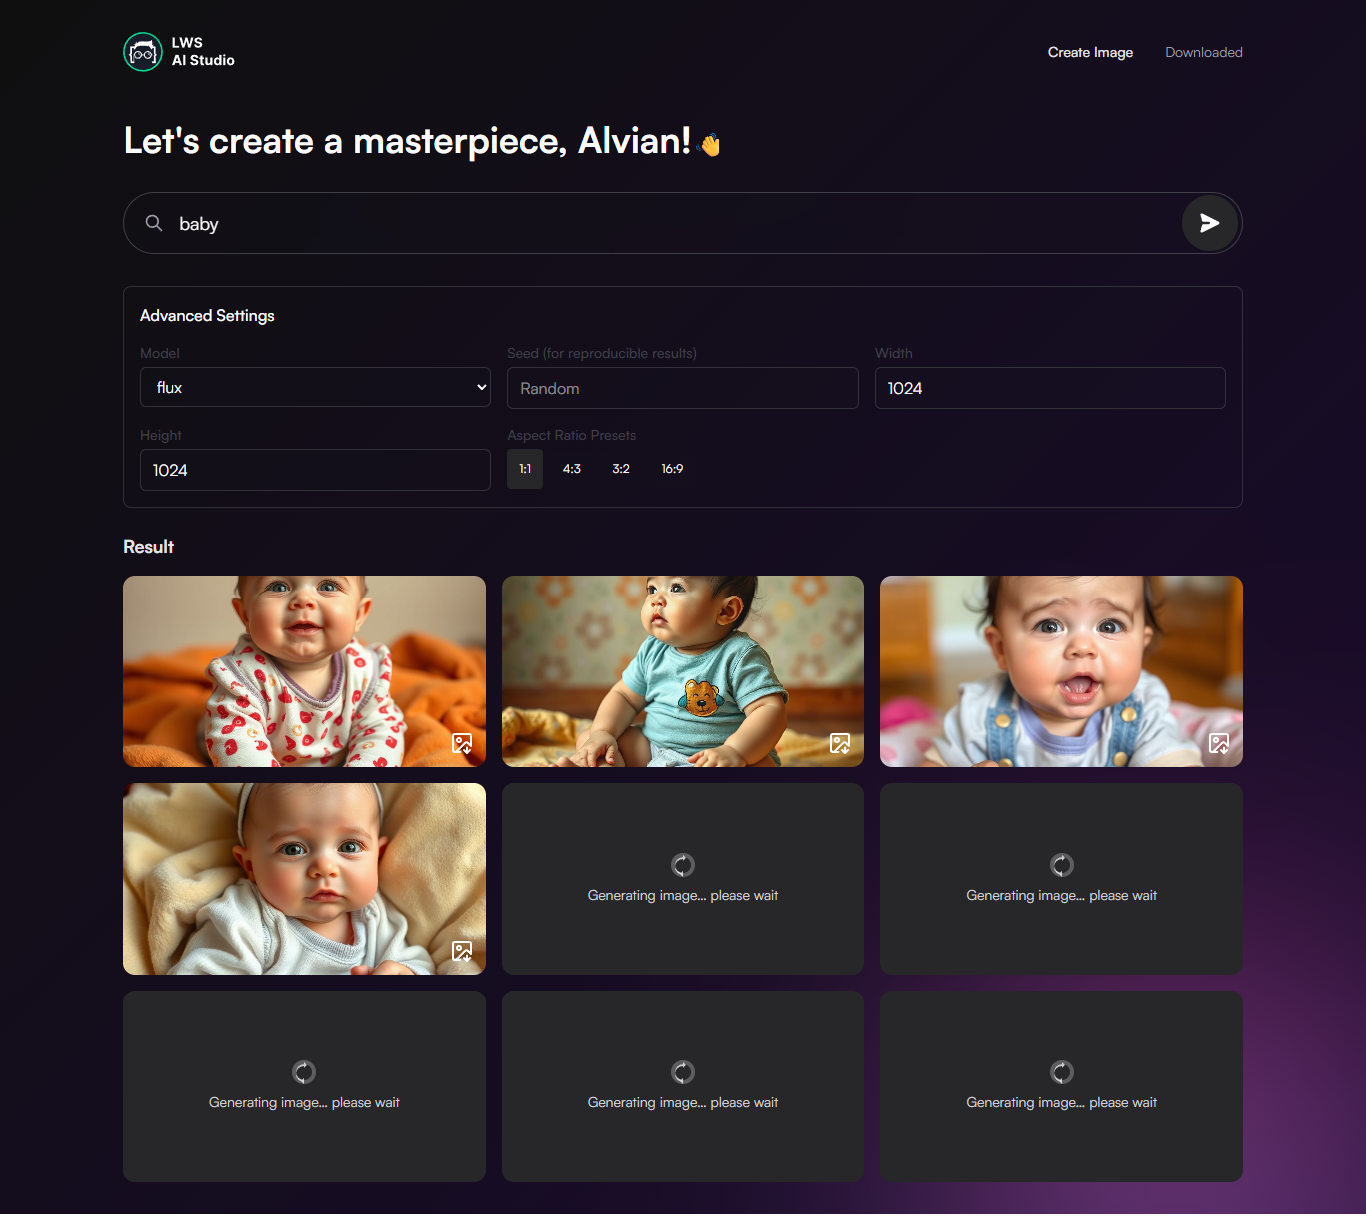 LWS
AI Studio
Create Image
Downloaded
Let's create a masterpiece, Alvian!👋
baby
Advanced Settings
Model
Seed (for reproducible results)
Width
flux
Random
1024
Height
Aspect Ratio Presets
1024
1:1
4:3
3:2
16:9
Result
Generating image... please wait
Generating image... please wait
Generating image... please wait
Generating image... please wait
Generating image... please wait